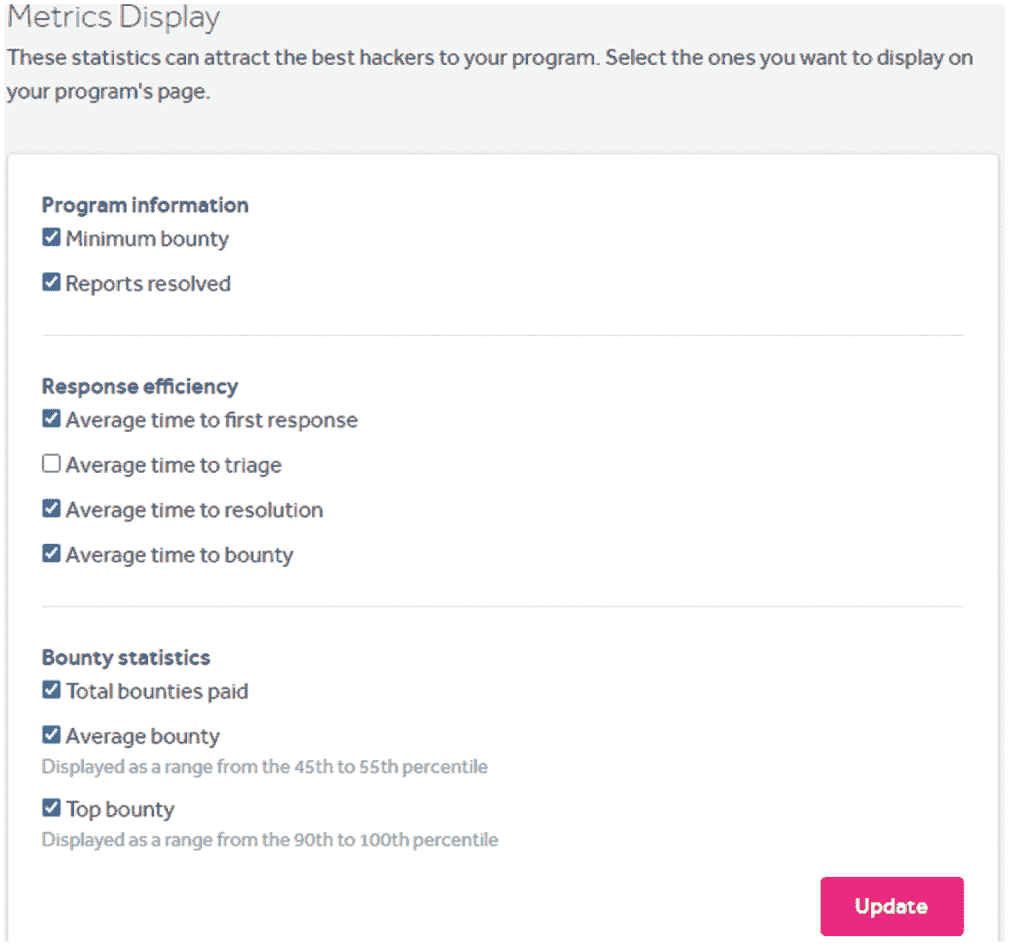 Metrics Display
These statistics can attract the best hackers to your program. Select the ones you want to display on
your program's page.
Program information
Minimum bounty
Reports resolved
Response efficiency
Average time to first response
Average time to triage
Average time to resolution
Average time to bounty
Bounty statistics
Total bounties paid
Average bounty
Displayed as a range from the 45th to 55th percentile
Top bounty
Displayed as a range from the 90th to 100th percentile
Update